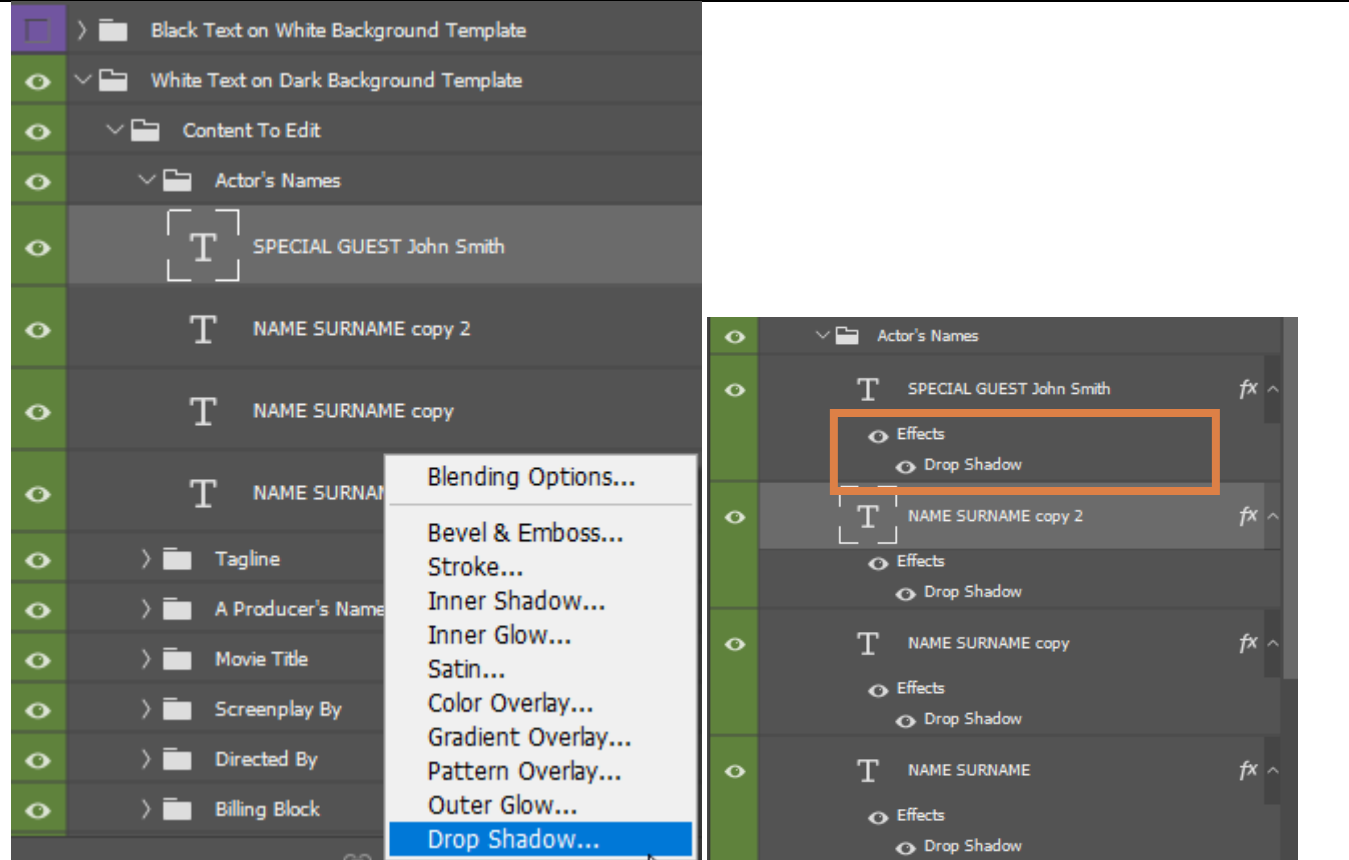 Black Text on White Background Template
White Text on Dark Background Template
Content To Edit
Actor's Names
T SPECIAL GUEST John Smith
T NAME SURNAME copy 2
T NAME SURNAME copy
T NAME SURNAM
Tagline
A Producer's Name
Movie Title
Screenplay By
Directed By
Billing Block
Blending Options...
Bevel & Emboss...
Stroke...
Inner Shadow...
Inner Glow...
Satin...
Color Overlay...
Gradient Overlay...
Pattern Overlay...
Outer Glow...
Drop Shadow...
Actor's Names
T SPECIAL GUEST John Smith fx
Effects
Drop Shadow
T NAME SURNAME copy 2 fx
Effects
Drop Shadow
T NAME SURNAME copy fx
Effects
Drop Shadow
T NAME SURNAME fx
Effects
Drop Shadow